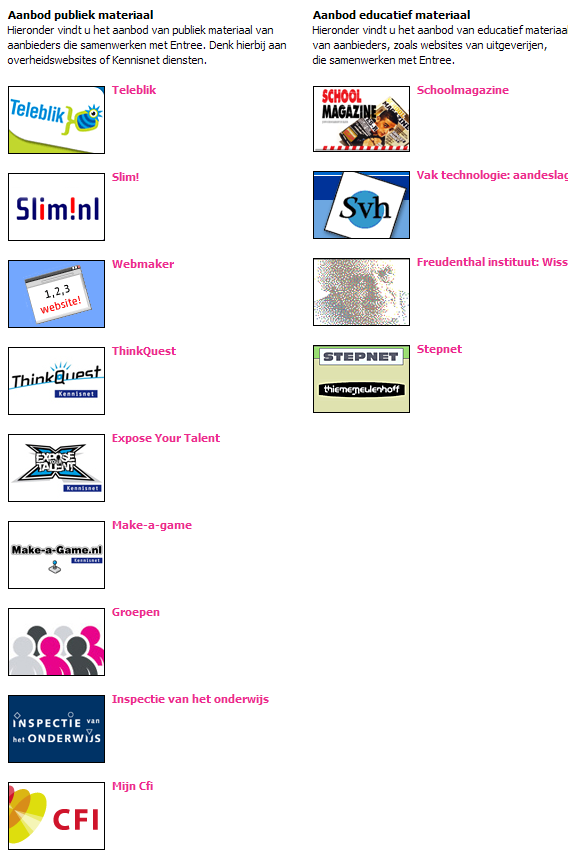 Aanbod publiek materiaal
Hieronder vindt u het aanbod van publiek materiaal van
aanbieders die samenwerken met Entree. Denk hierbij aan
overheidswebsites of Kennisnet diensten.
Teleblik
Teleblik
Slim!nl
Slim!
1,2,3
website!
Webmaker
ThinkQuest
Kennisnet
ThinkQuest
EXPOSE
YOUR
TALENT
Kennisnet
Expose Your Talent
Make-a-Game.nl
Kennisnet
Make-a-game
Groepen
INSPECTIE van
het ONDERWIJS
Inspectie van het onderwijs
CFI
Mijn Cfi
Aanbod educatief materiaal
Hieronder vindt u het aanbod van educatief materiaal
van aanbieders, zoals websites van uitgeverijen,
die samenwerken met Entree.
SCHOOL
MAGAZINE
Schoolmagazine
Svh
Vak technologie: aandeslag
Freudenthal instituut: Wiss
STEPNET
thiememeulenhoff
Stepnet